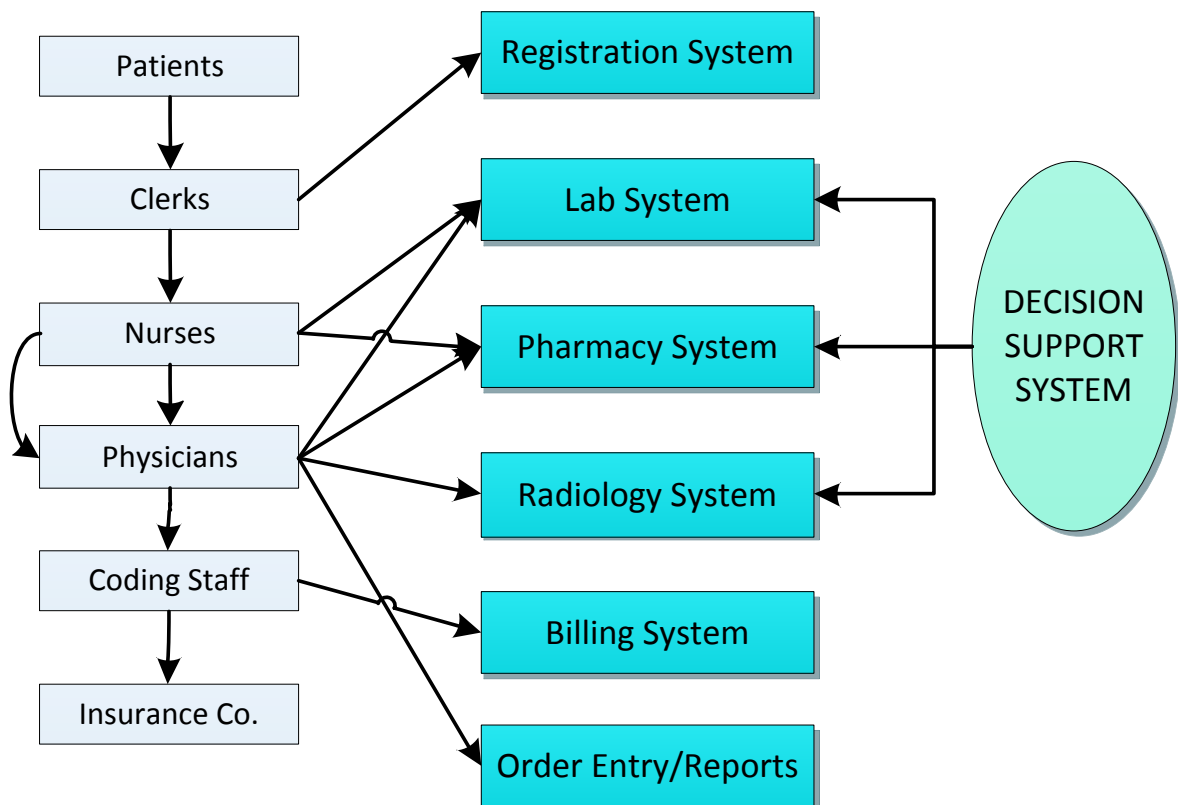 Patients
Clerks
Nurses
Physicians
Coding Staff
Insurance Co.
Registration System
Lab System
Pharmacy System
Radiology System
Billing System
Order Entry/Reports
DECISION
SUPPORT
SYSTEM